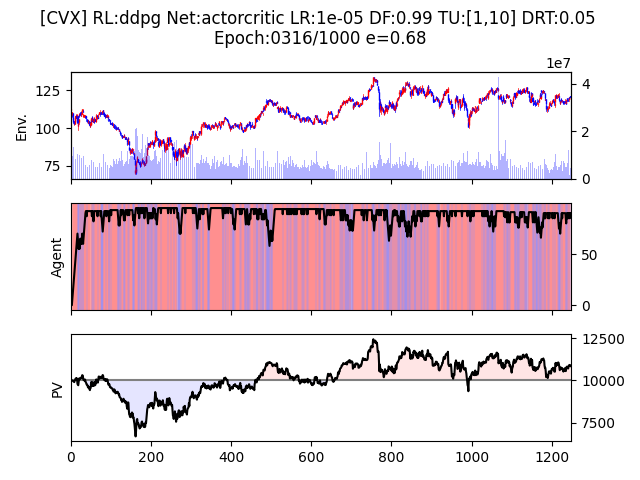 [CVX] RL:ddpg Net:actorcritic LR:1e-05 DF:0.99 TU:[1,10] DRT:0.05
Epoch:0316/1000 e=0.68
1e7
125
100
75
Env.
4
2
0
Agent
50
0
PV
12500
10000
7500
0 200 400 600 800 1000 1200